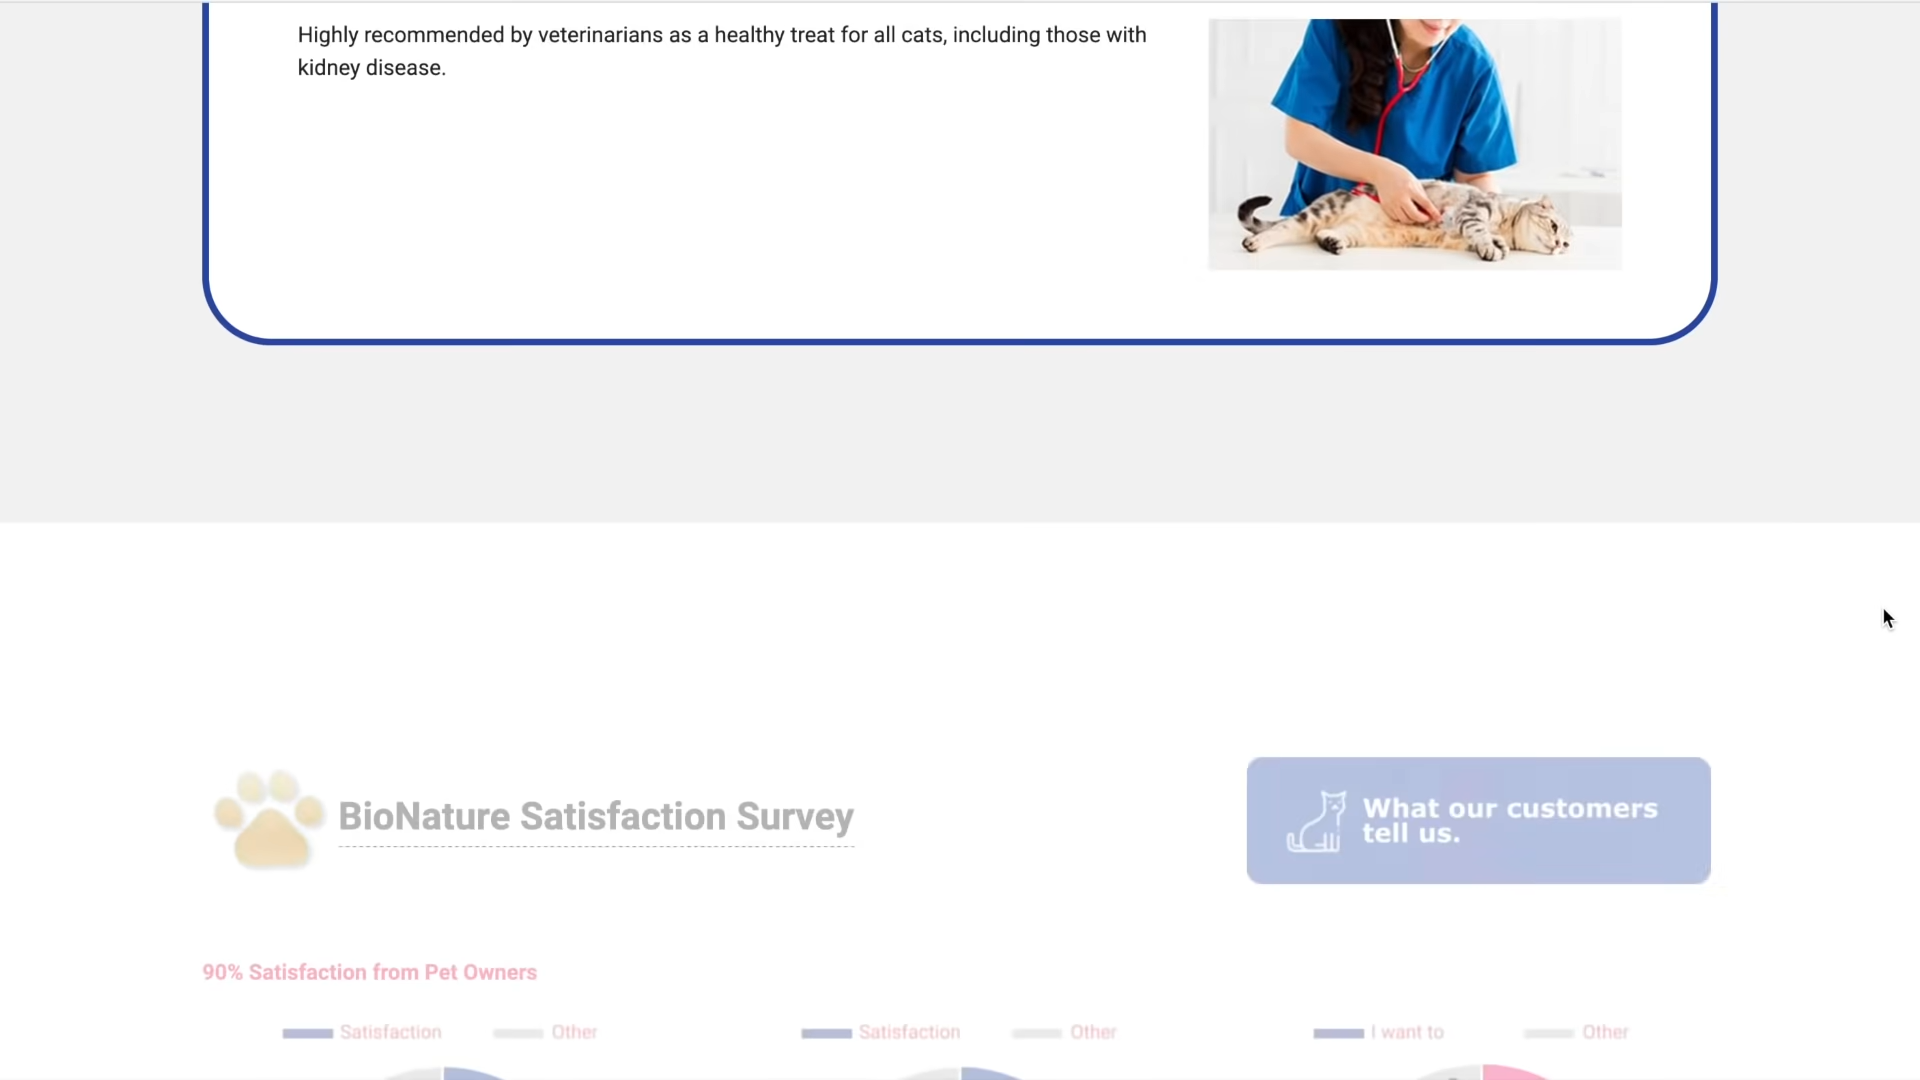 Highly recommended by veterinarians as a healthy treat for all cats, including those with
kidney disease.
BioNature Satisfaction Survey
What our customers
tell us.
90% Satisfaction from Pet Owners
Satisfaction Other
Satisfaction Other
I want to Other